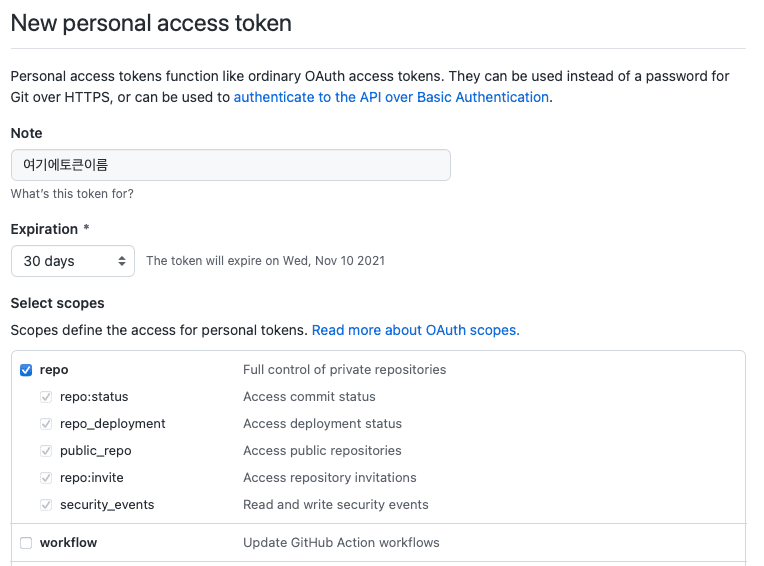 New personal access token
Personal access tokens function like ordinary OAuth access tokens. They can be used instead of a password for
Git over HTTPS, or can be used to authenticate to the API over Basic Authentication.
Note
여기에토큰이름
What's this token for?
Expiration *
30 days The token will expire on Wed, Nov 10 2021
Select scopes
Scopes define the access for personal tokens. Read more about OAuth scopes.
repo Full control of private repositories
repo:status Access commit status
repo_deployment Access deployment status
public_repo Access public repositories
repo:invite Access repository invitations
security_events Read and write security events
workflow Update GitHub Action workflows